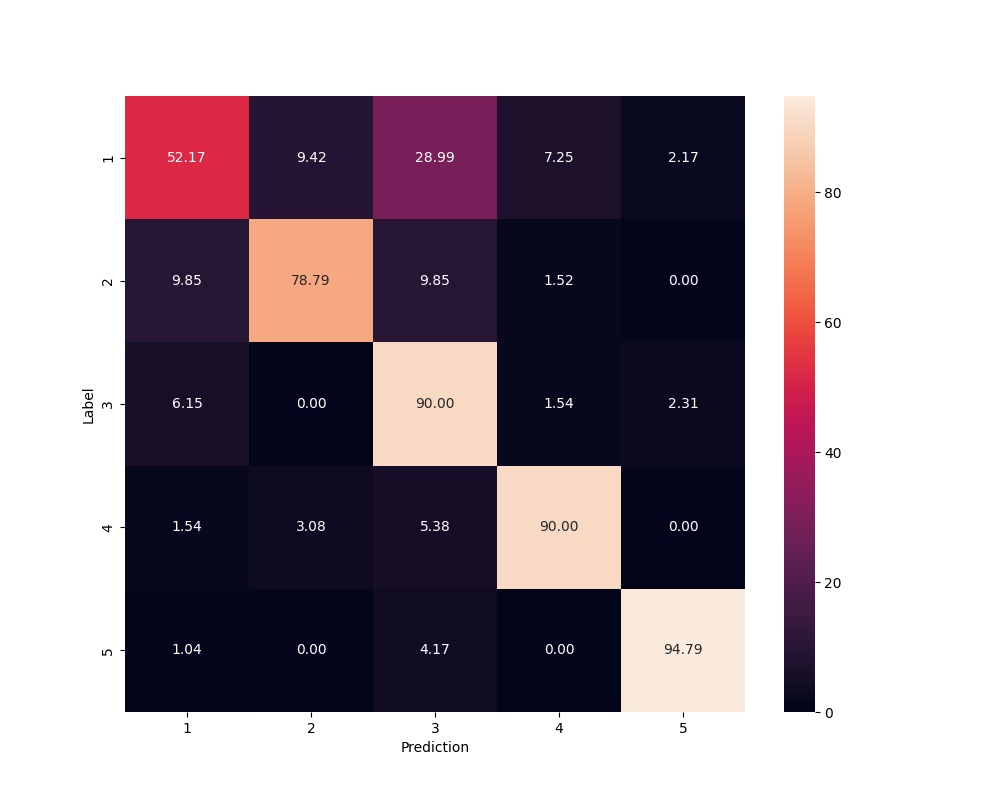 1 52.17 9.42 28.99 7.25 2.17
2 9.85 78.79 9.85 1.52 0.00
3 6.15 0.00 90.00 1.54 2.31
4 1.54 3.08 5.38 90.00 0.00
5 1.04 0.00 4.17 0.00 94.79
1 2 3 4 5
Label
Prediction
80
60
40
20
0